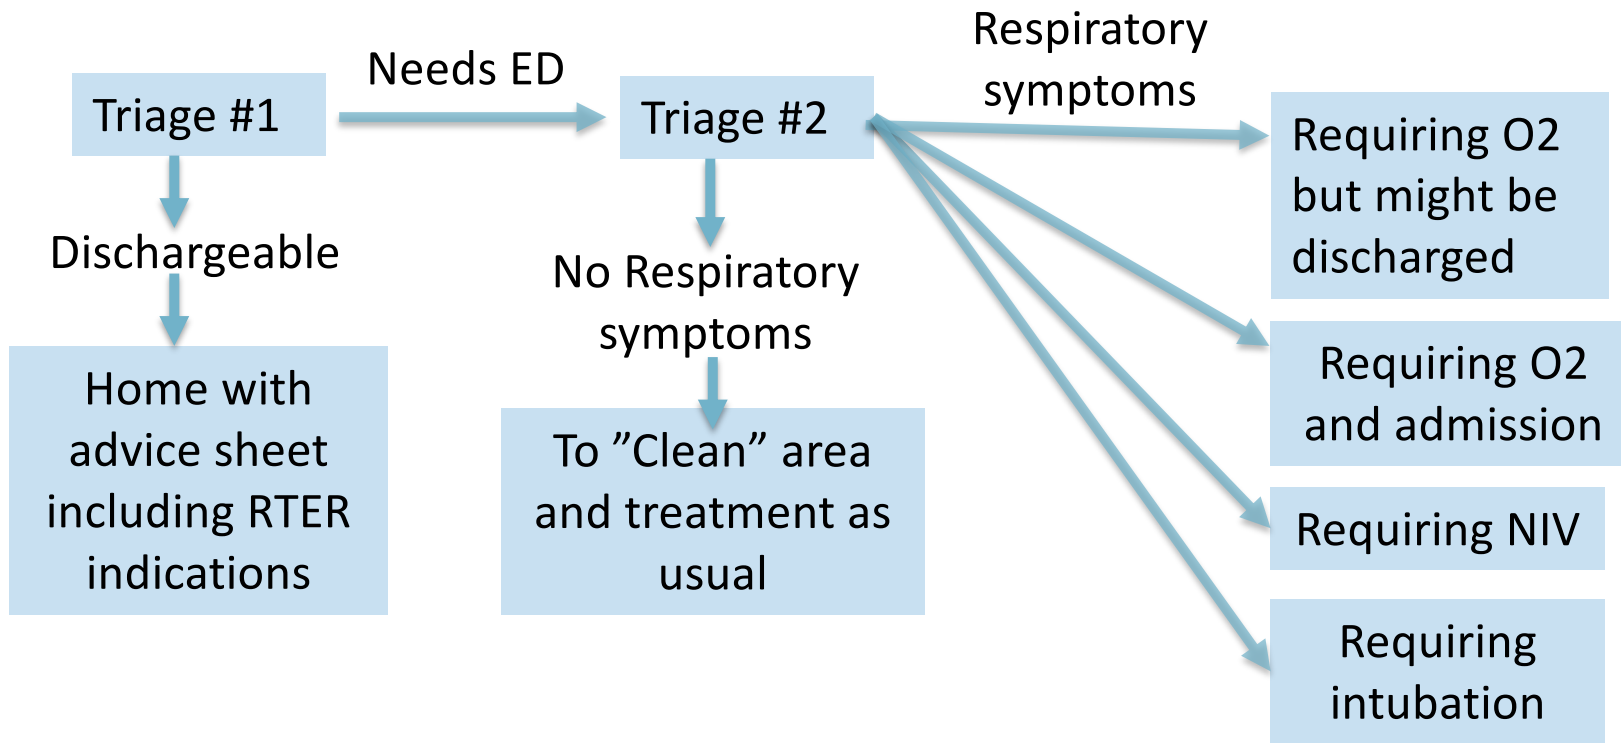 Triage #1
Needs ED
Triage #2
Respiratory
symptoms
Dischargeable
Home with
advice sheet
including RTER
indications
No Respiratory
symptoms
To ”Clean” area
and treatment as
usual
Requiring O2
but might be
discharged
Requiring O2
and admission
Requiring NIV
Requiring
intubation